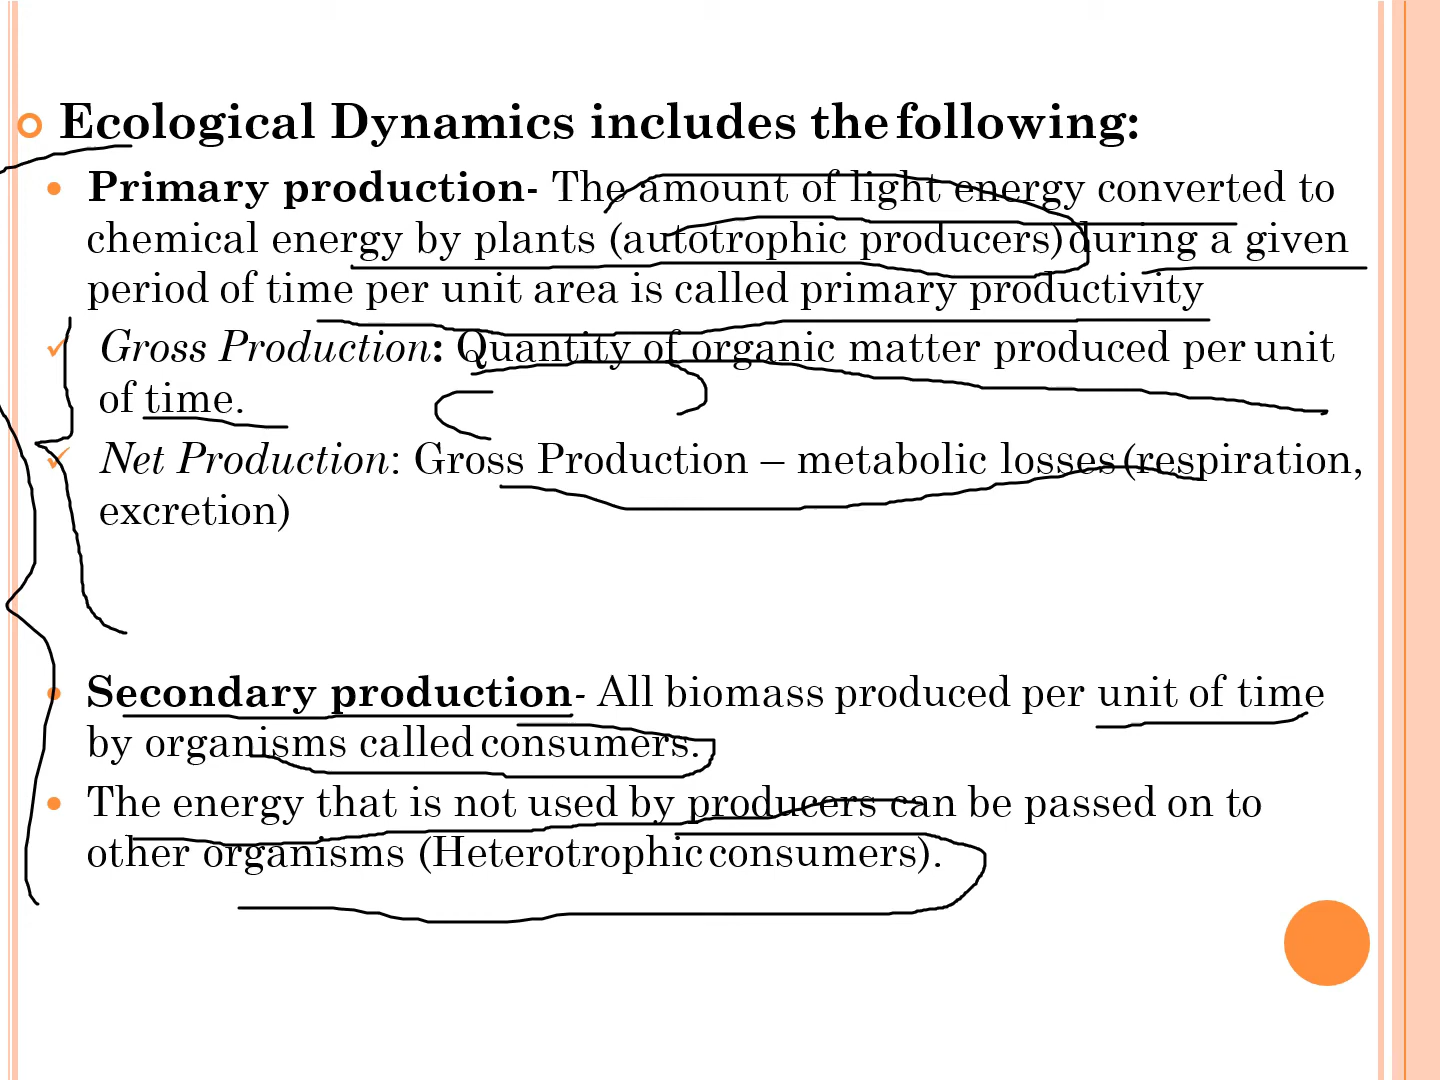 Ecological Dynamics includes the following:
Primary production- The amount of light energy converted to
chemical energy by plants (autotrophic producers) during a given
period of time per unit area is called primary productivity
Gross Production: Quantity of organic matter produced per unit
of time.
Net Production: Gross Production – metabolic losses (respiration,
excretion)
Secondary production- All biomass produced per unit of time
by organisms called consumers.
The energy that is not used by producers can be passed on to
other organisms (Heterotrophic consumers).